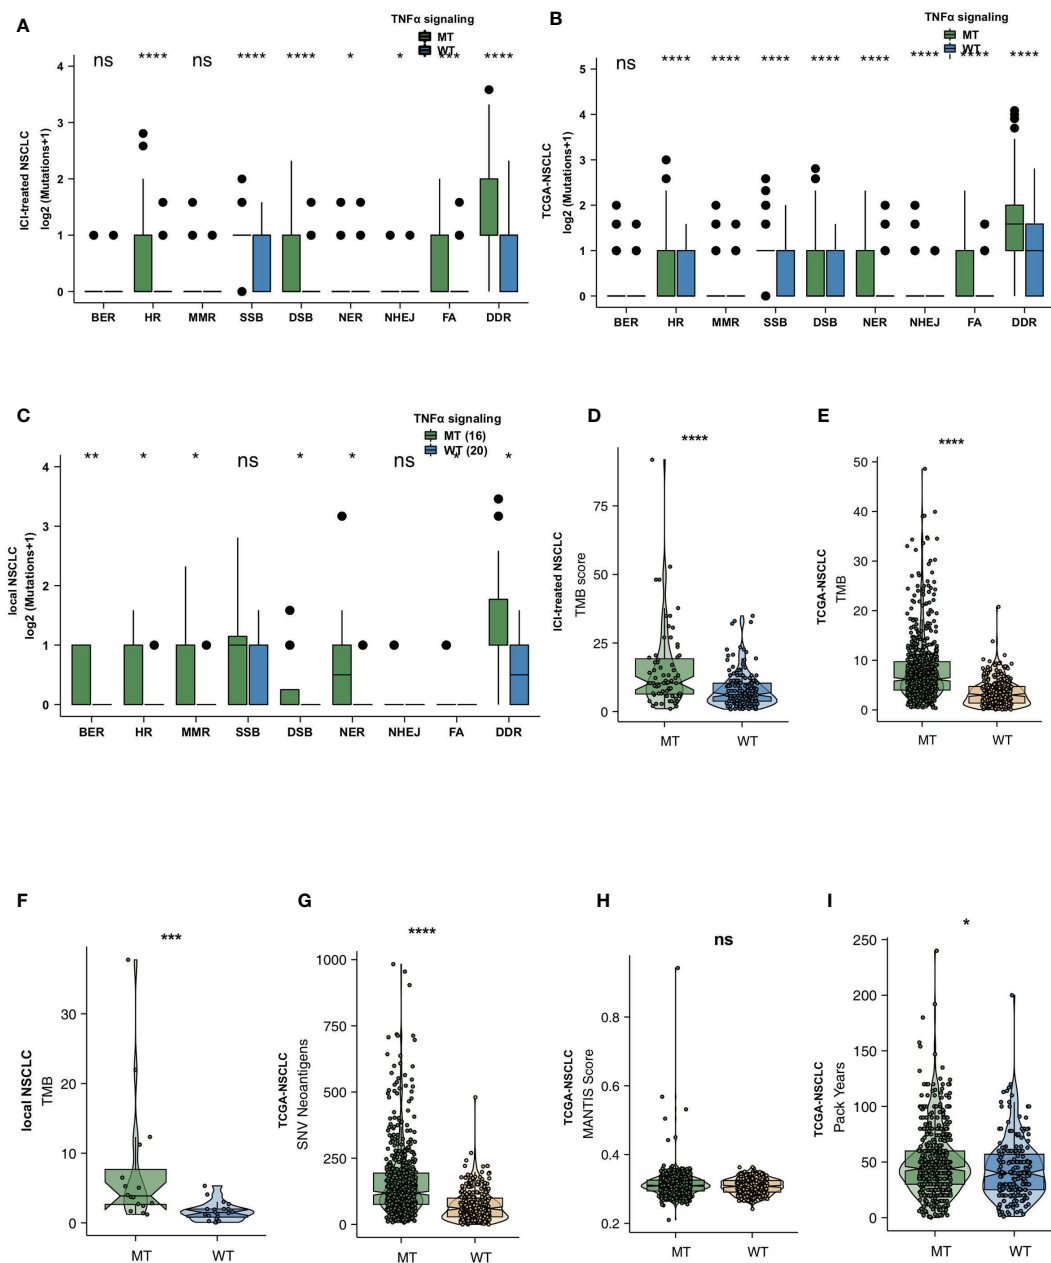 A
TNFα signaling
MT
WT
ns
****
ns
****
****
*
*
***
****
ICI-treated NSCLC
log2 (Mutations+1)
4
3
2
1
0
BER HR MMR SSB DSB NER NHEJ FA DDR
B
TNFα signaling
MT
WT
ns
****
****
****
****
****
****
****
****
TCGA-NSCLC
log2 (Mutations+1)
5
4
3
2
1
0
BER HR MMR SSB DSB NER NHEJ FA DDR
C
TNFα signaling
MT (16)
WT (20)
**
*
*
ns
*
*
ns
*
*
local NSCLC
log2 (Mutations+1)
4
3
2
1
0
BER HR MMR SSB DSB NER NHEJ FA DDR
D
****
ICI-treated NSCLC
TMB score
75
50
25
0
MT WT
E
****
TCGA-NSCLC
TMB
50
40
30
20
10
0
MT WT
F
***
local NSCLC
TMB
30
20
10
0
MT WT
G
****
TCGA-NSCLC
SNV Neoantigens
1000
750
500
250
0
MT WT
H
ns
TCGA-NSCLC
MANTIS Score
0.8
0.6
0.4
0.2
MT WT
I
*
TCGA-NSCLC
Pack Years
250
200
150
100
50
0
MT WT